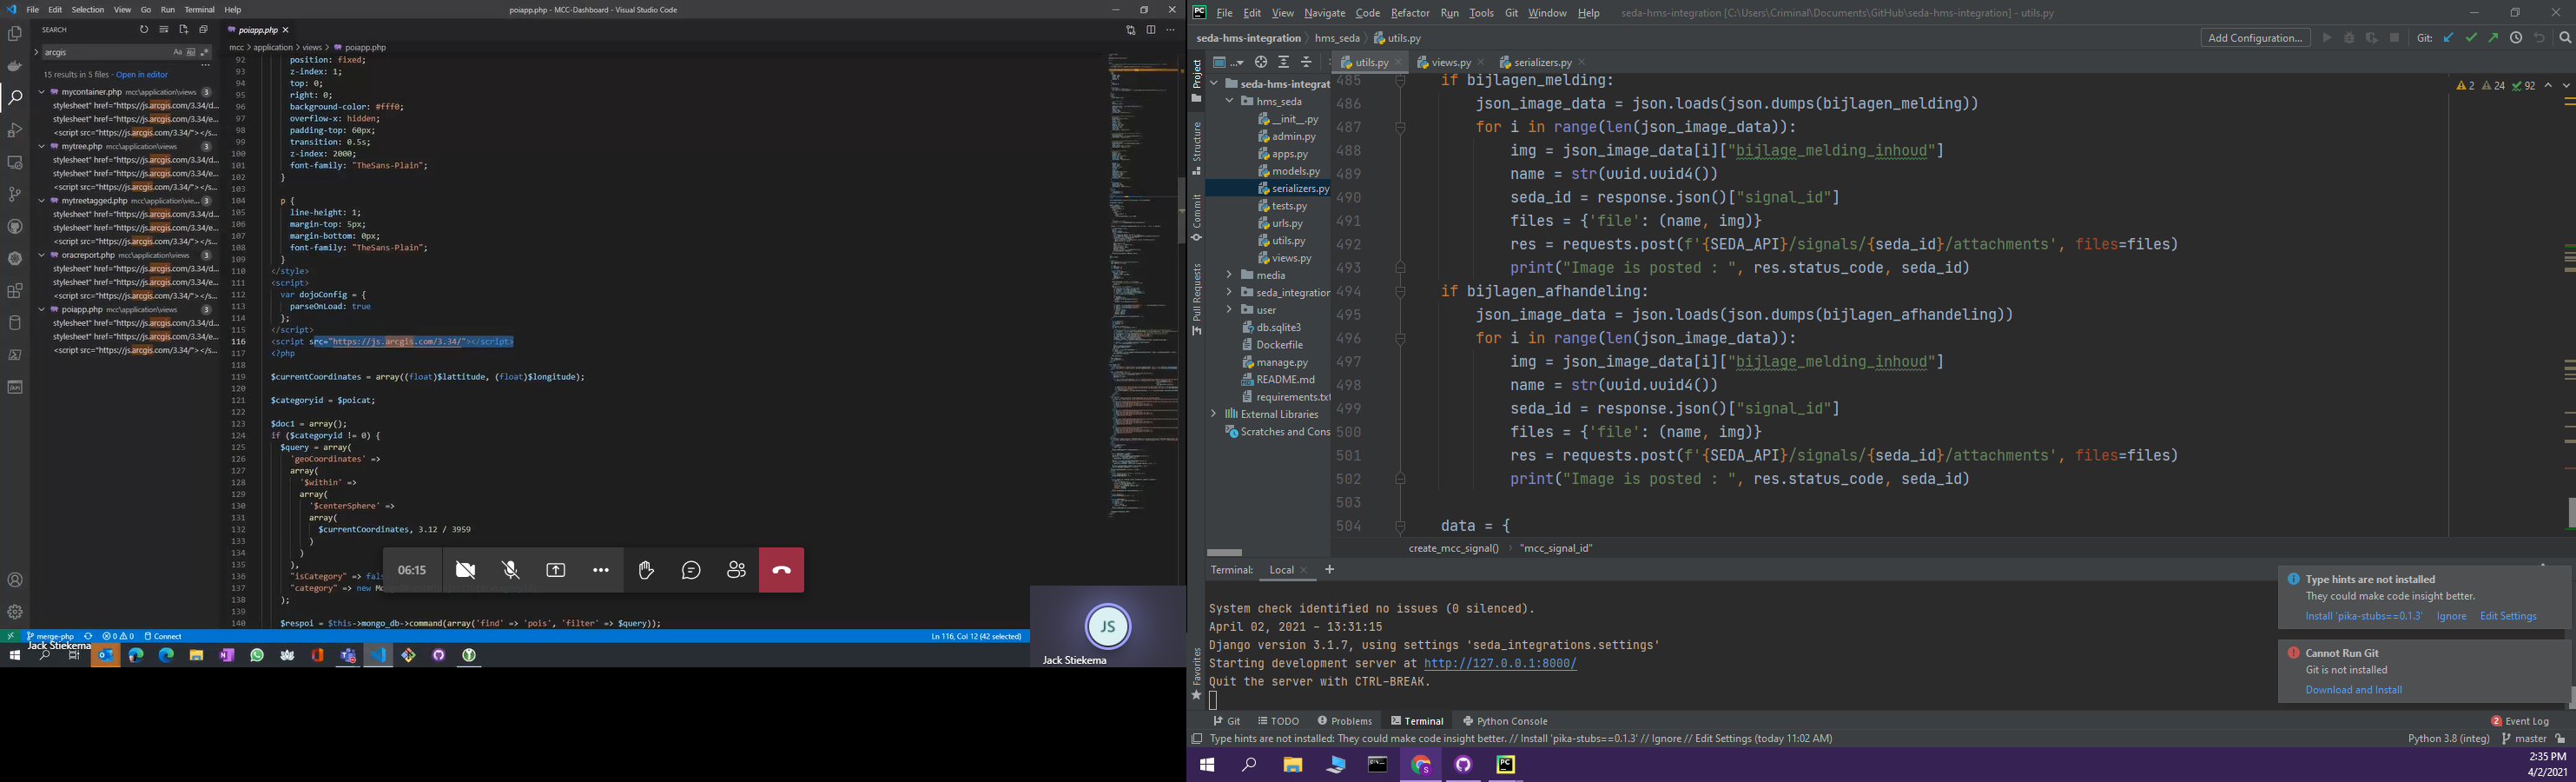 File Edit Selection View Go Run Terminal Help
poiapp.php - MCC-Dashboard - Visual Studio Code
SEARCH
arcgis
15 results in 5 files - Open in editor
mycontainer.php mcc\application\views 3
stylesheet" href="https://js.arcgis.com/3.34/d...
stylesheet" href="https://js.arcgis.com/3.34/e...
<script src="https://js.arcgis.com/3.34/"></s...
mytree.php mcc\application\views 3
stylesheet" href="https://js.arcgis.com/3.34/d...
stylesheet" href="https://js.arcgis.com/3.34/e...
<script src="https://js.arcgis.com/3.34/"></s...
mytreetagged.php mcc\application\vie... 3
stylesheet" href="https://js.arcgis.com/3.34/d...
stylesheet" href="https://js.arcgis.com/3.34/e...
<script src="https://js.arcgis.com/3.34/"></s...
oracreport.php mcc\application\views 3
stylesheet" href="https://js.arcgis.com/3.34/d...
stylesheet" href="https://js.arcgis.com/3.34/e...
<script src="https://js.arcgis.com/3.34/"></s...
poiapp.php mcc\application\views 3
stylesheet" href="https://js.arcgis.com/3.34/d...
stylesheet" href="https://js.arcgis.com/3.34/e...
<script src="https://js.arcgis.com/3.34/"></s...
poiapp.php
mcc > application > views > poiapp.php
92 position: fixed;
93 z-index: 1;
94 top: 0;
95 right: 0;
96 background-color: #fff0;
97 overflow-x: hidden;
98 padding-top: 60px;
99 transition: 0.5s;
100 z-index: 2000;
101 font-family: "TheSans-Plain";
102 }
103
104 p {
105 line-height: 1;
106 margin-top: 5px;
107 margin-bottom: 0px;
108 font-family: "TheSans-Plain";
109 }
110 </style>
111 <script>
112 var dojoConfig = {
113 parseOnLoad: true
114 };
115 </script>
116 <script src="https://js.arcgis.com/3.34/"></script>
117 <?php
118
119 $currentCoordinates = array((float)$lattitude, (float)$longitude);
120
121 $categoryid = $poicat;
122
123 $doc1 = array();
124 if ($categoryid != 0) {
125 $query = array(
126 'geoCoordinates' =>
127 array(
128 '$within' =>
129 array(
130 '$centerSphere' =>
131 array(
132 $currentCoordinates, 3.12 / 3959
133 )
134 )
135 ),
136 "isCategory" => fals
137 "category" => new Mo
138 );
139
140 $respoi = $this->mongo_db->command(array('find' => 'pois', 'filter' => $query));
06:15
JS
Jack Stiekema
merge-php 0 0 Connect
Ln 116, Col 12 (42 selected)
Jack Stiekema
File Edit View Navigate Code Refactor Run Tools Git Window Help
seda-hms-integration [C:\Users\Criminal\Documents\GitHub\seda-hms-integration] - utils.py
seda-hms-integration hms_seda utils.py
Add Configuration... Git:
Project
Structure
Commit
Pull Requests
Favorites
seda-hms-integrat
hms_seda
__init__.py
admin.py
apps.py
models.py
serializers.py
tests.py
urls.py
utils.py
views.py
media
seda_integration
user
db.sqlite3
Dockerfile
manage.py
README.md
requirements.txt
External Libraries
Scratches and Cons
utils.py views.py serializers.py
2 24 92
485 if bijlagen_melding:
486 json_image_data = json.loads(json.dumps(bijlagen_melding))
487 for i in range(len(json_image_data)):
488 img = json_image_data[i]["bijlage_melding_inhoud"]
489 name = str(uuid.uuid4())
490 seda_id = response.json()["signal_id"]
491 files = {'file': (name, img)}
492 res = requests.post(f'{SEDA_API}/signals/{seda_id}/attachments', files=files)
493 print("Image is posted : ", res.status_code, seda_id)
494 if bijlagen_afhandeling:
495 json_image_data = json.loads(json.dumps(bijlagen_afhandeling))
496 for i in range(len(json_image_data)):
497 img = json_image_data[i]["bijlage_melding_inhoud"]
498 name = str(uuid.uuid4())
499 seda_id = response.json()["signal_id"]
500 files = {'file': (name, img)}
501 res = requests.post(f'{SEDA_API}/signals/{seda_id}/attachments', files=files)
502 print("Image is posted : ", res.status_code, seda_id)
503
504 data = {
create_mcc_signal() "mcc_signal_id"
Terminal: Local
System check identified no issues (0 silenced).
April 02, 2021 - 13:31:15
Django version 3.1.7, using settings 'seda_integrations.settings'
Starting development server at http://127.0.0.1:8000/
Quit the server with CTRL-BREAK.
Type hints are not installed
They could make code insight better.
Install 'pika-stubs==0.1.3' Ignore Edit Settings
Cannot Run Git
Git is not installed
Download and Install
Git TODO Problems Terminal Python Console
2 Event Log
Type hints are not installed: They could make code insight better. // Install 'pika-stubs==0.1.3' // Ignore // Edit Settings (today 11:02 AM)
Python 3.8 (integ) master
2:35 PM
4/2/2021